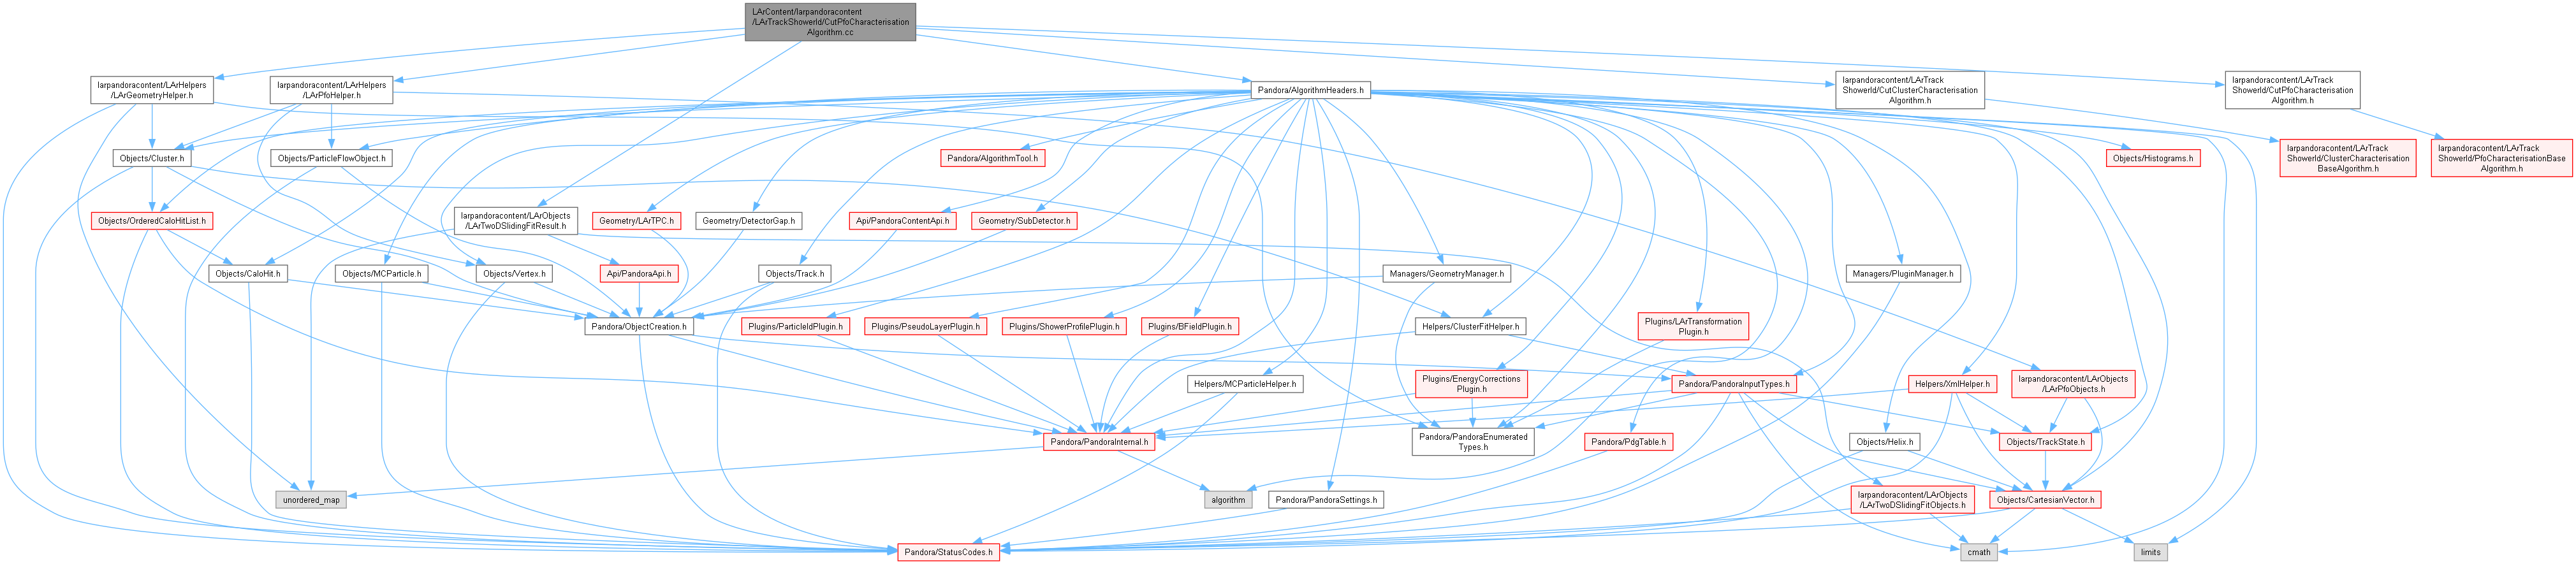 LArContent/larpandoracontent
/LArTrackShowerId/CutPfoCharacterisation
Algorithm.cc
larpandoracontent/LArHelpers
/LArGeometryHelper.h
larpandoracontent/LArHelpers
/LArPfoHelper.h
Pandora/AlgorithmHeaders.h
larpandoracontent/LArTrack
ShowerId/CutClusterCharacterisation
Algorithm.h
larpandoracontent/LArTrack
ShowerId/CutPfoCharacterisation
Algorithm.h
Objects/Cluster.h
Objects/ParticleFlowObject.h
Pandora/AlgorithmTool.h
Objects/Histograms.h
larpandoracontent/LArTrack
ShowerId/ClusterCharacterisation
BaseAlgorithm.h
larpandoracontent/LArTrack
ShowerId/PfoCharacterisationBase
Algorithm.h
Objects/OrderedCaloHitList.h
larpandoracontent/LArObjects
/LArTwoDSlidingFitResult.h
Geometry/LArTPC.h
Geometry/DetectorGap.h
Api/PandoraContentApi.h
Geometry/SubDetector.h
Objects/CaloHit.h
Objects/MCParticle.h
Objects/Vertex.h
Api/PandoraApi.h
Objects/Track.h
Managers/GeometryManager.h
Managers/PluginManager.h
Pandora/ObjectCreation.h
Plugins/ParticleIdPlugin.h
Plugins/PseudoLayerPlugin.h
Plugins/ShowerProfilePlugin.h
Plugins/BFieldPlugin.h
Helpers/ClusterFitHelper.h
Plugins/LArTransformation
Plugin.h
Helpers/MCParticleHelper.h
Plugins/EnergyCorrections
Plugin.h
Pandora/PandoraInputTypes.h
Helpers/XmlHelper.h
larpandoracontent/LArObjects
/LArPfoObjects.h
Pandora/PandoraInternal.h
Pandora/PandoraEnumerated
Types.h
Pandora/PdgTable.h
Objects/Helix.h
Objects/TrackState.h
unordered_map
algorithm
Pandora/PandoraSettings.h
larpandoracontent/LArObjects
/LArTwoDSlidingFitObjects.h
Objects/CartesianVector.h
Pandora/StatusCodes.h
cmath
limits